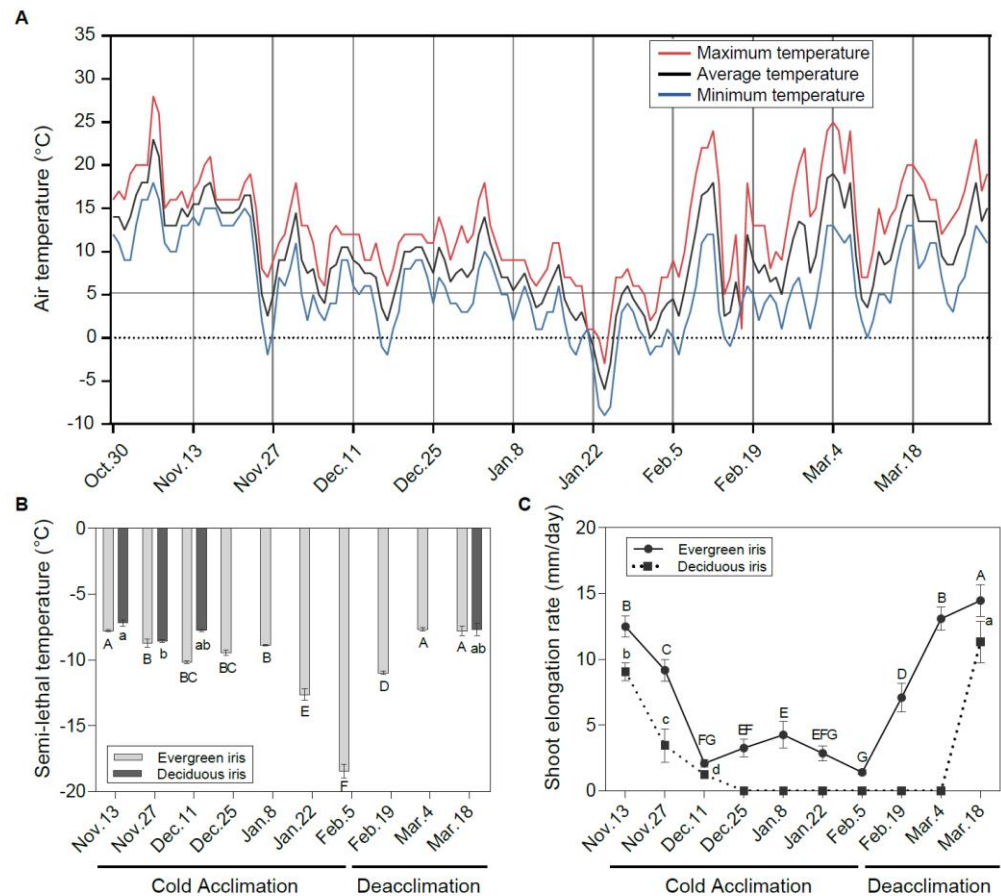 A
35
30
25
20
15
10
5
0
-5
-10
Air temperature (°C)
Maximum temperature
Average temperature
Minimum temperature
Oct.30
Nov.13
Nov.27
Dec.11
Dec.25
Jan.8
Jan.22
Feb.5
Feb.19
Mar.4
Mar.18
B
0
-5
-10
-15
-20
Semi-lethal temperature (°C)
A
a
B
b
BC
ab
BC
B
E
F
D
A
A
ab
Evergreen iris
Deciduous iris
Nov.13
Nov.27
Dec.11
Dec.25
Jan.8
Jan.22
Feb.5
Feb.19
Mar.4
Mar.18
Cold Acclimation
Deacclimation
C
20
15
10
5
0
Shoot elongation rate (mm/day)
Evergreen iris
Deciduous iris
B
b
C
c
FG
d
EF
E
EFG
G
D
B
A
a
Nov.13
Nov.27
Dec.11
Dec.25
Jan.8
Jan.22
Feb.5
Feb.19
Mar.4
Mar.18
Cold Acclimation
Deacclimation